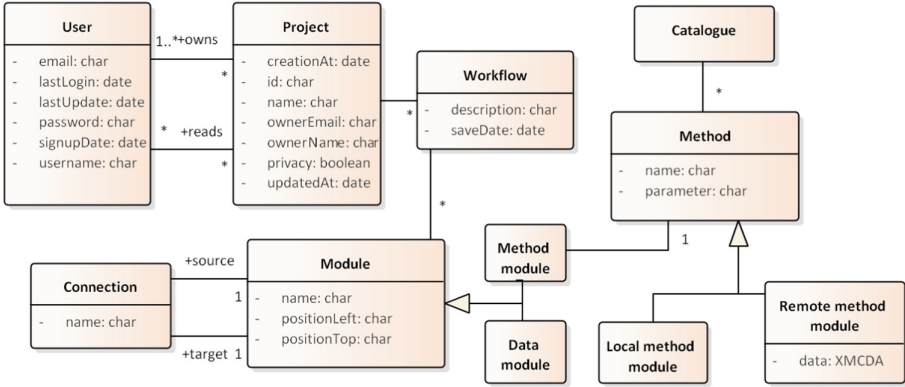 User
- email: char
- lastLogin: date
- lastUpdate: date
- password: char
- signupDate: date
- username: char
1..*
+owns
*
*
+reads
*
Project
- creationAt: date
- id: char
- name: char
- ownerEmail: char
- ownerName: char
- privacy: boolean
- updatedAt: date
*
Workflow
- description: char
- saveDate: date
*
Catalogue
*
Method
- name: char
- parameter: char
1
Connection
- name: char
+source
1
+target 1
Module
- name: char
- positionLeft: char
- positionTop: char
Method
module
Data
module
Local method
module
Remote method
module
- data: XMCDA